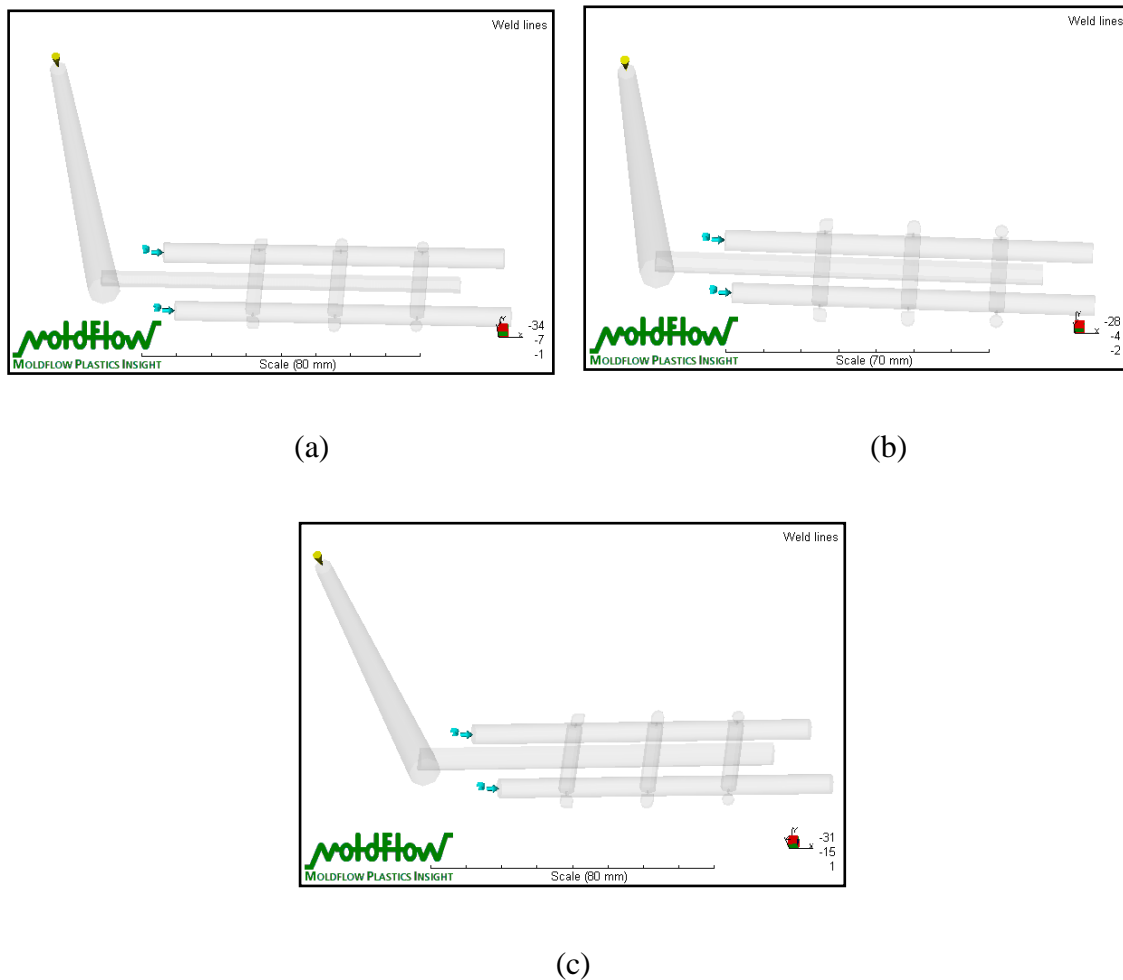 Weld lines
moldflow
MOLDFLOW PLASTICS INSIGHT
Scale (80 mm)
Y
x
-34
-7
-1
(a)
Weld lines
moldflow
MOLDFLOW PLASTICS INSIGHT
Scale (70 mm)
x
-28
-4
-2
(b)
Weld lines
moldflow
MOLDFLOW PLASTICS INSIGHT
Scale (80 mm)
Y
x
-31
-15
1
(c)